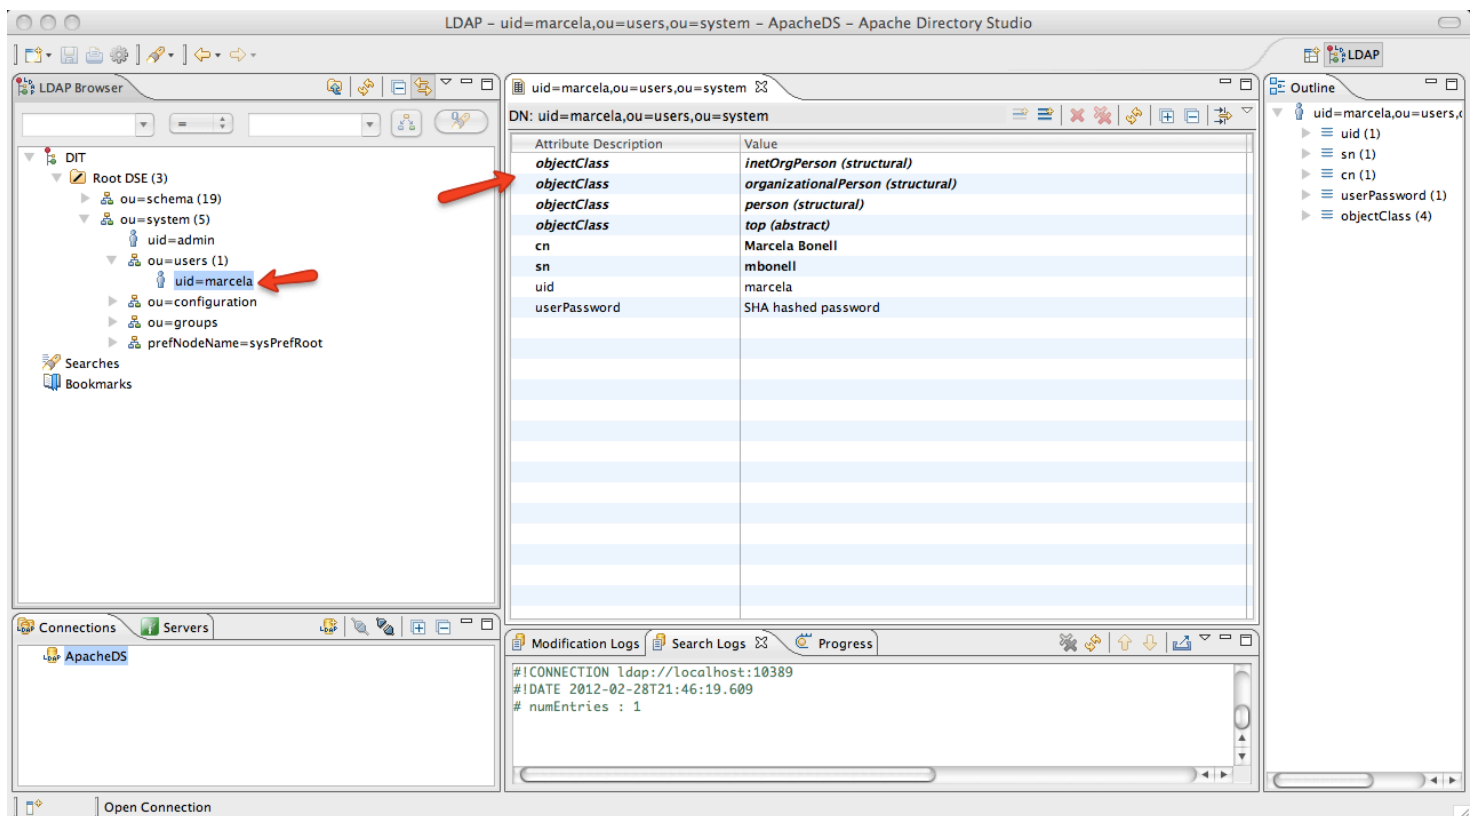 LDAP – uid=marcela,ou=users,ou=system – ApacheDS – Apache Directory Studio
LDAP
LDAP Browser
=
DIT
Root DSE (3)
ou=schema (19)
ou=system (5)
uid=admin
ou=users (1)
uid=marcela
ou=configuration
ou=groups
prefNodeName=sysPrefRoot
Searches
Bookmarks
uid=marcela,ou=users,ou=system
DN: uid=marcela,ou=users,ou=system
Attribute Description Value
objectClass inetOrgPerson (structural)
objectClass organizationalPerson (structural)
objectClass person (structural)
objectClass top (abstract)
cn Marcela Bonell
sn mbonell
uid marcela
userPassword SHA hashed password
Outline
uid=marcela,ou=users,
uid (1)
sn (1)
cn (1)
userPassword (1)
objectClass (4)
Connections Servers
ApacheDS
Modification Logs Search Logs Progress
#!CONNECTION ldap://localhost:10389
#!DATE 2012-02-28T21:46:19.609
# numEntries : 1
Open Connection